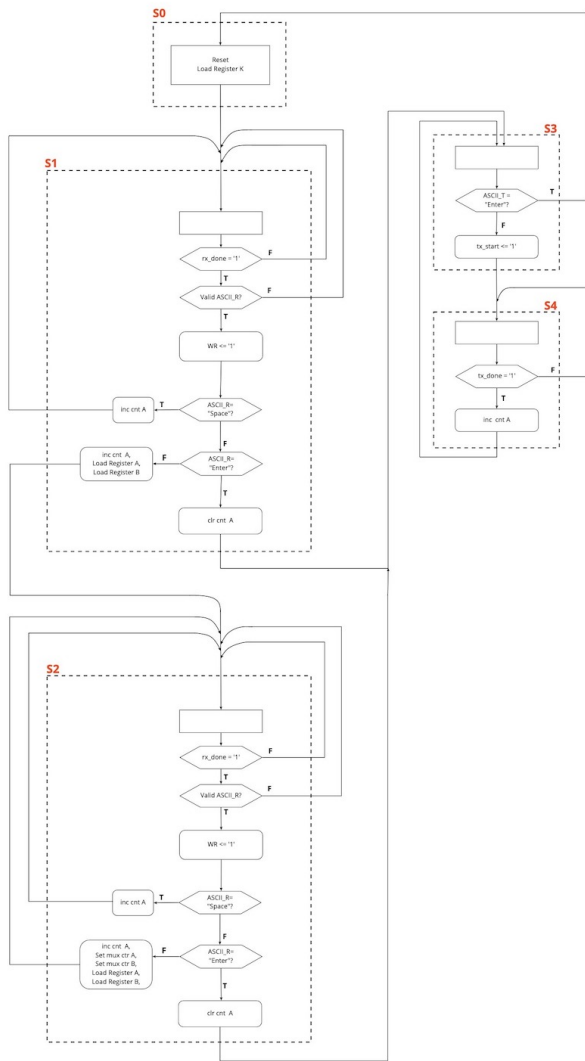 S0
Reset
Load Register K
S1
rx_done = '1'
F
T
Valid ASCII_R?
F
T
WR <= '1'
ASCII_R=
"Space"?
T
inc cnt A
F
ASCII_R=
"Enter"?
F
inc cnt A,
Load Register A,
Load Register B
T
clr cnt A
S2
rx_done = '1'
F
T
Valid ASCII_R?
F
T
WR <= '1'
ASCII_R=
"Space"?
T
inc cnt A
F
ASCII_R=
"Enter"?
F
inc cnt A,
Set mux ctr A,
Set mux ctr B,
Load Register A,
Load Register B,
T
clr cnt A
S3
ASCII_T =
"Enter"?
T
F
tx_start <= '1'
S4
tx_done = '1'
F
T
inc cnt A